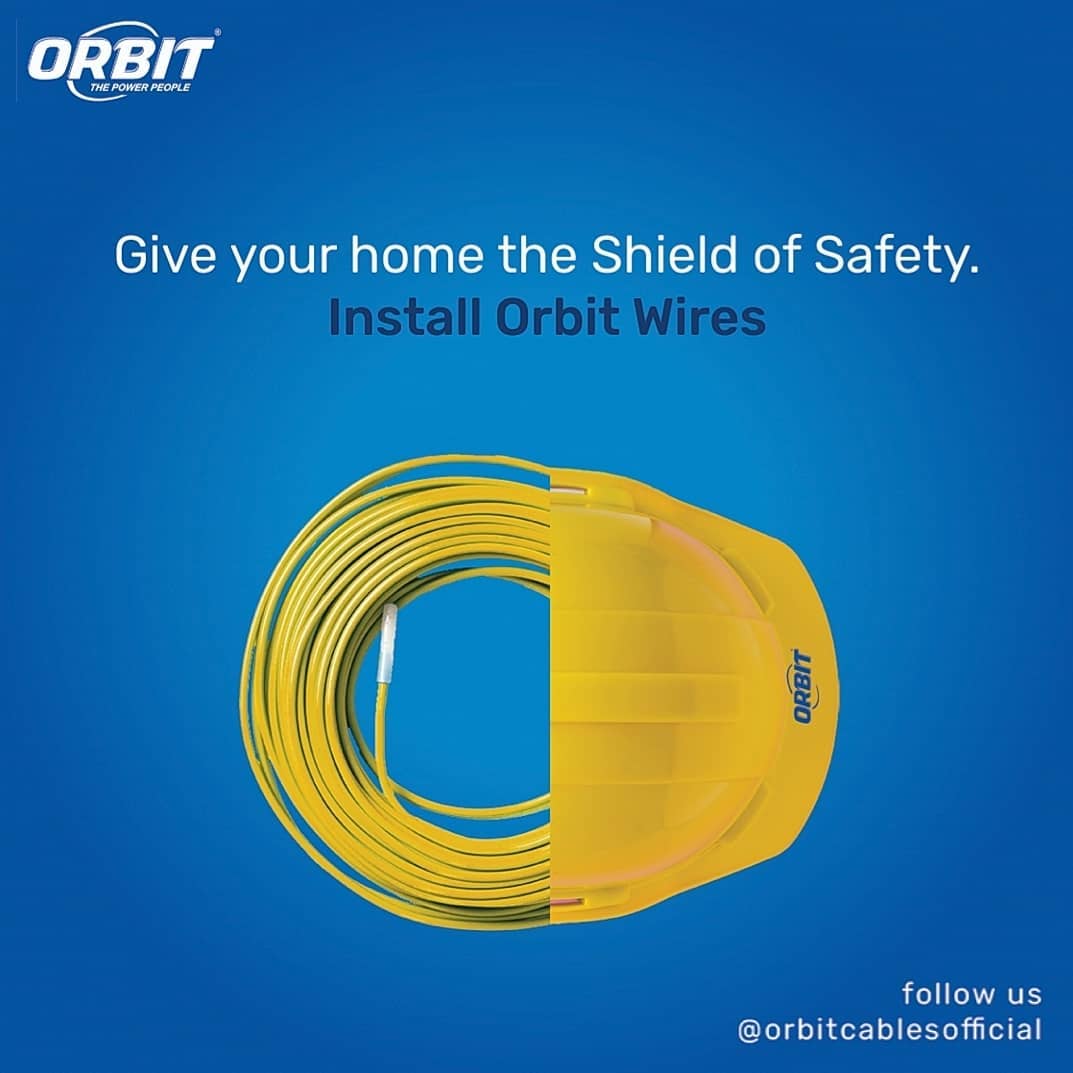 ORBIT®
THE POWER PEOPLE
Give your home the Shield of Safety.
Install Orbit Wires
ORBIT
follow us
@orbitcablesofficial